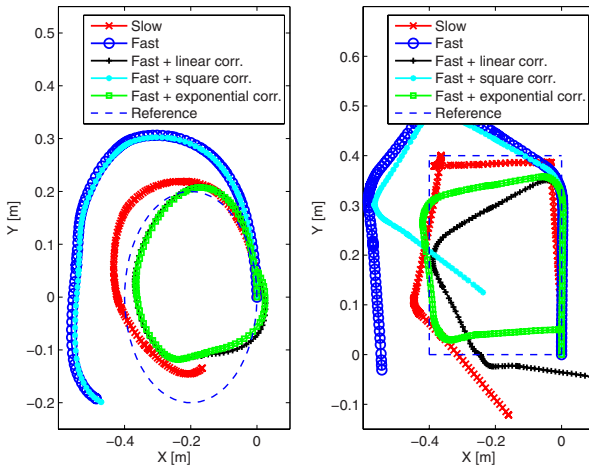 Slow
Fast
Fast + linear corr.
Fast + square corr.
Fast + exponential corr.
Reference
0.5
0.4
0.3
0.2
0.1
0
−0.1
−0.2
Y [m]
−0.4
−0.2
0
X [m]
Slow
Fast
Fast + linear corr.
Fast + square corr.
Fast + exponential corr.
Reference
0.6
0.5
0.4
0.3
0.2
0.1
0
−0.1
Y [m]
−0.4
−0.2
0
X [m]